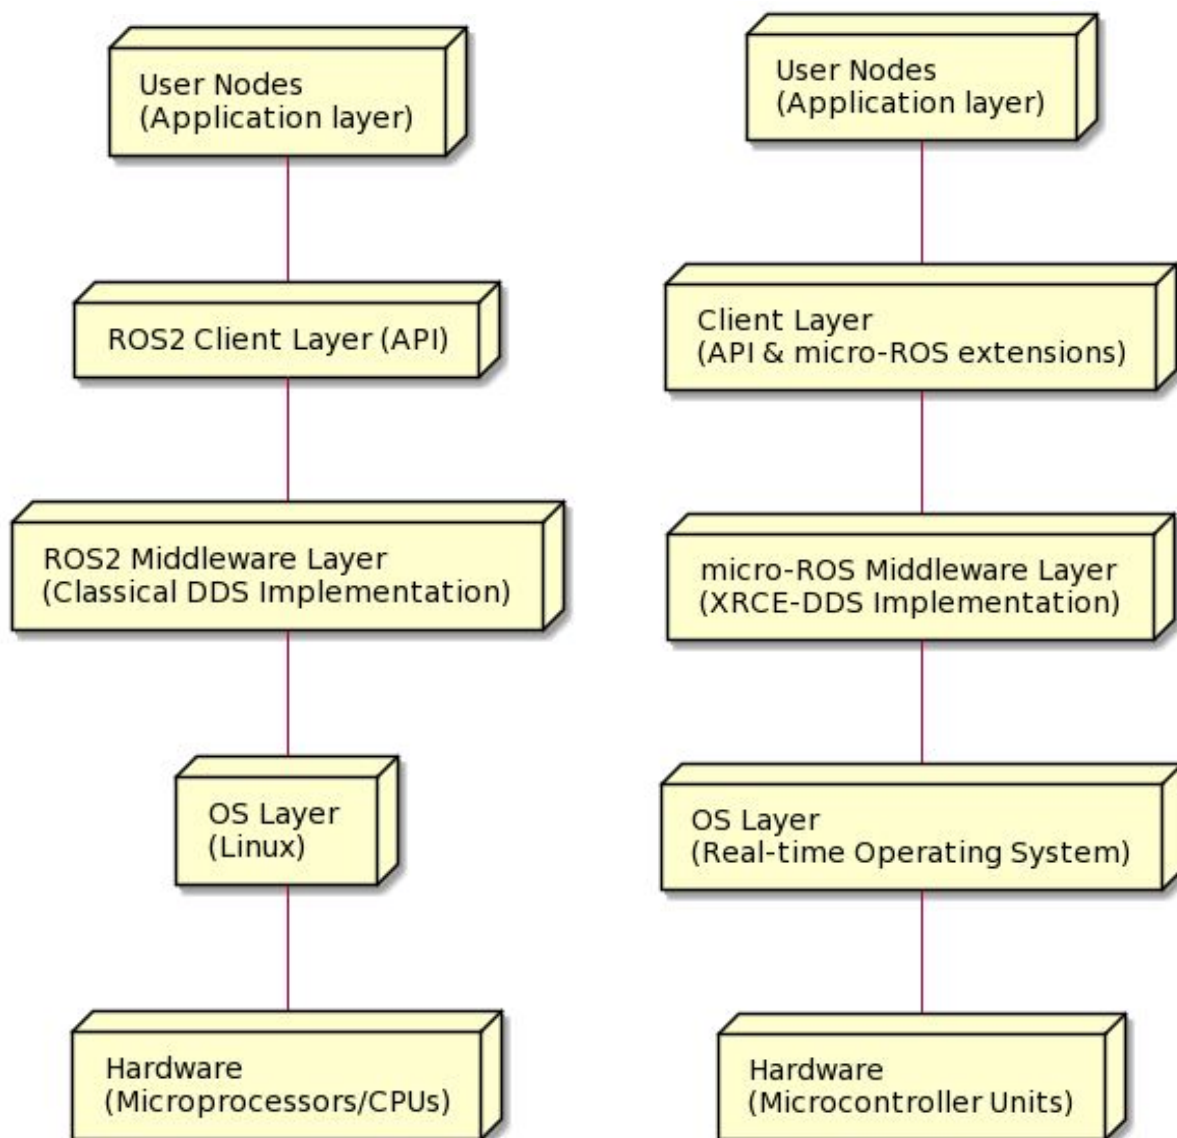 User Nodes
(Application layer)
ROS2 Client Layer (API)
ROS2 Middleware Layer
(Classical DDS Implementation)
OS Layer
(Linux)
Hardware
(Microprocessors/CPUs)
User Nodes
(Application layer)
Client Layer
(API & micro-ROS extensions)
micro-ROS Middleware Layer
(XRCE-DDS Implementation)
OS Layer
(Real-time Operating System)
Hardware
(Microcontroller Units)